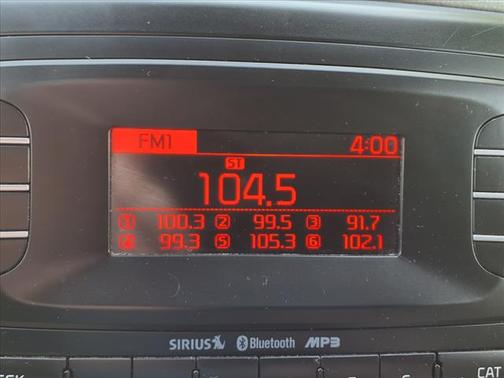 FM1 4:00
ST
104.5
1 100.3 2 99.5 3 91.7
4 99.3 5 105.3 6 102.1
SIRIUS Bluetooth MP3
CAT